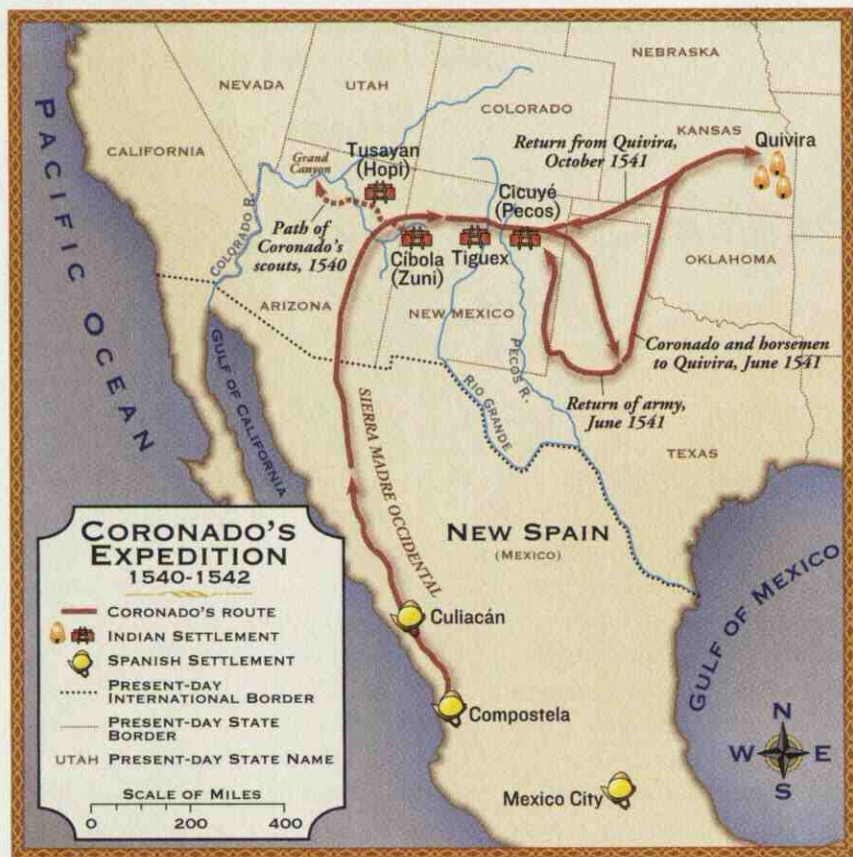 NEBRASKA
NEVADA
UTAH
COLORADO
KANSAS
CALIFORNIA
PACIFIC OCEAN
Return from Quivira,
October 1541
Quivira
Grand
Canyon
Tusayan
(Hopi)
Cicuyé
(Pecos)
COLORADO R.
Path of
Coronado's
scouts, 1540
Cíbola
(Zuni)
Tiguex
OKLAHOMA
ARIZONA
NEW MEXICO
PECOS R.
Coronado and horsemen
to Quivira, June 1541
GULF OF CALIFORNIA
RIO GRANDE
Return of army,
June 1541
TEXAS
SIERRA MADRE OCCIDENTAL
NEW SPAIN
(MEXICO)
GULF OF MEXICO
Culiacán
Compostela
Mexico City
N
W E
S
CORONADO'S
EXPEDITION
1540-1542
CORONADO'S ROUTE
INDIAN SETTLEMENT
SPANISH SETTLEMENT
PRESENT-DAY
INTERNATIONAL BORDER
PRESENT-DAY STATE
BORDER
UTAH PRESENT-DAY STATE NAME
SCALE OF MILES
0 200 400